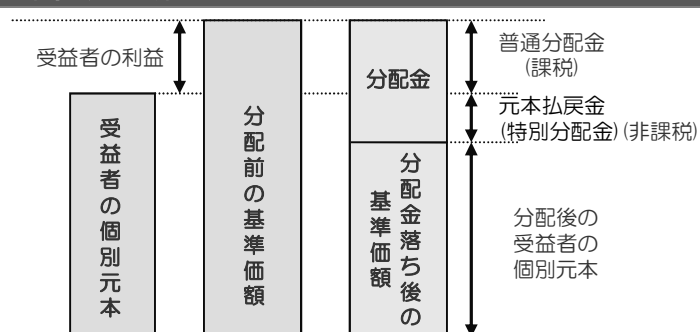 受益者の利益
受益者の個別元本
分配前の基準価額
分配金
分配金落ち後の
基準価額
普通分配金
(課税)
元本払戻金
(特別分配金)(非課税)
分配後の
受益者の
個別元本